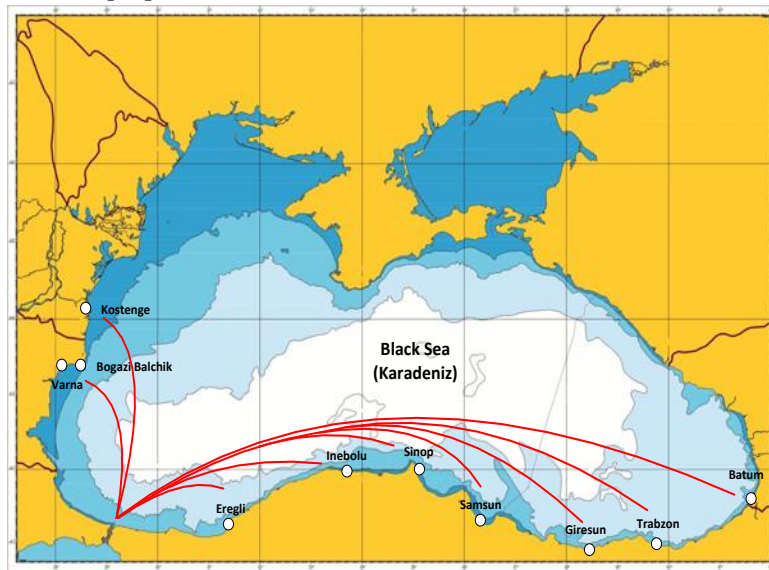 Kostenge
Bogazi Balchik
Varna
Black Sea
(Karadeniz)
Inebolu
Sinop
Eregli
Samsun
Giresun
Trabzon
Batum